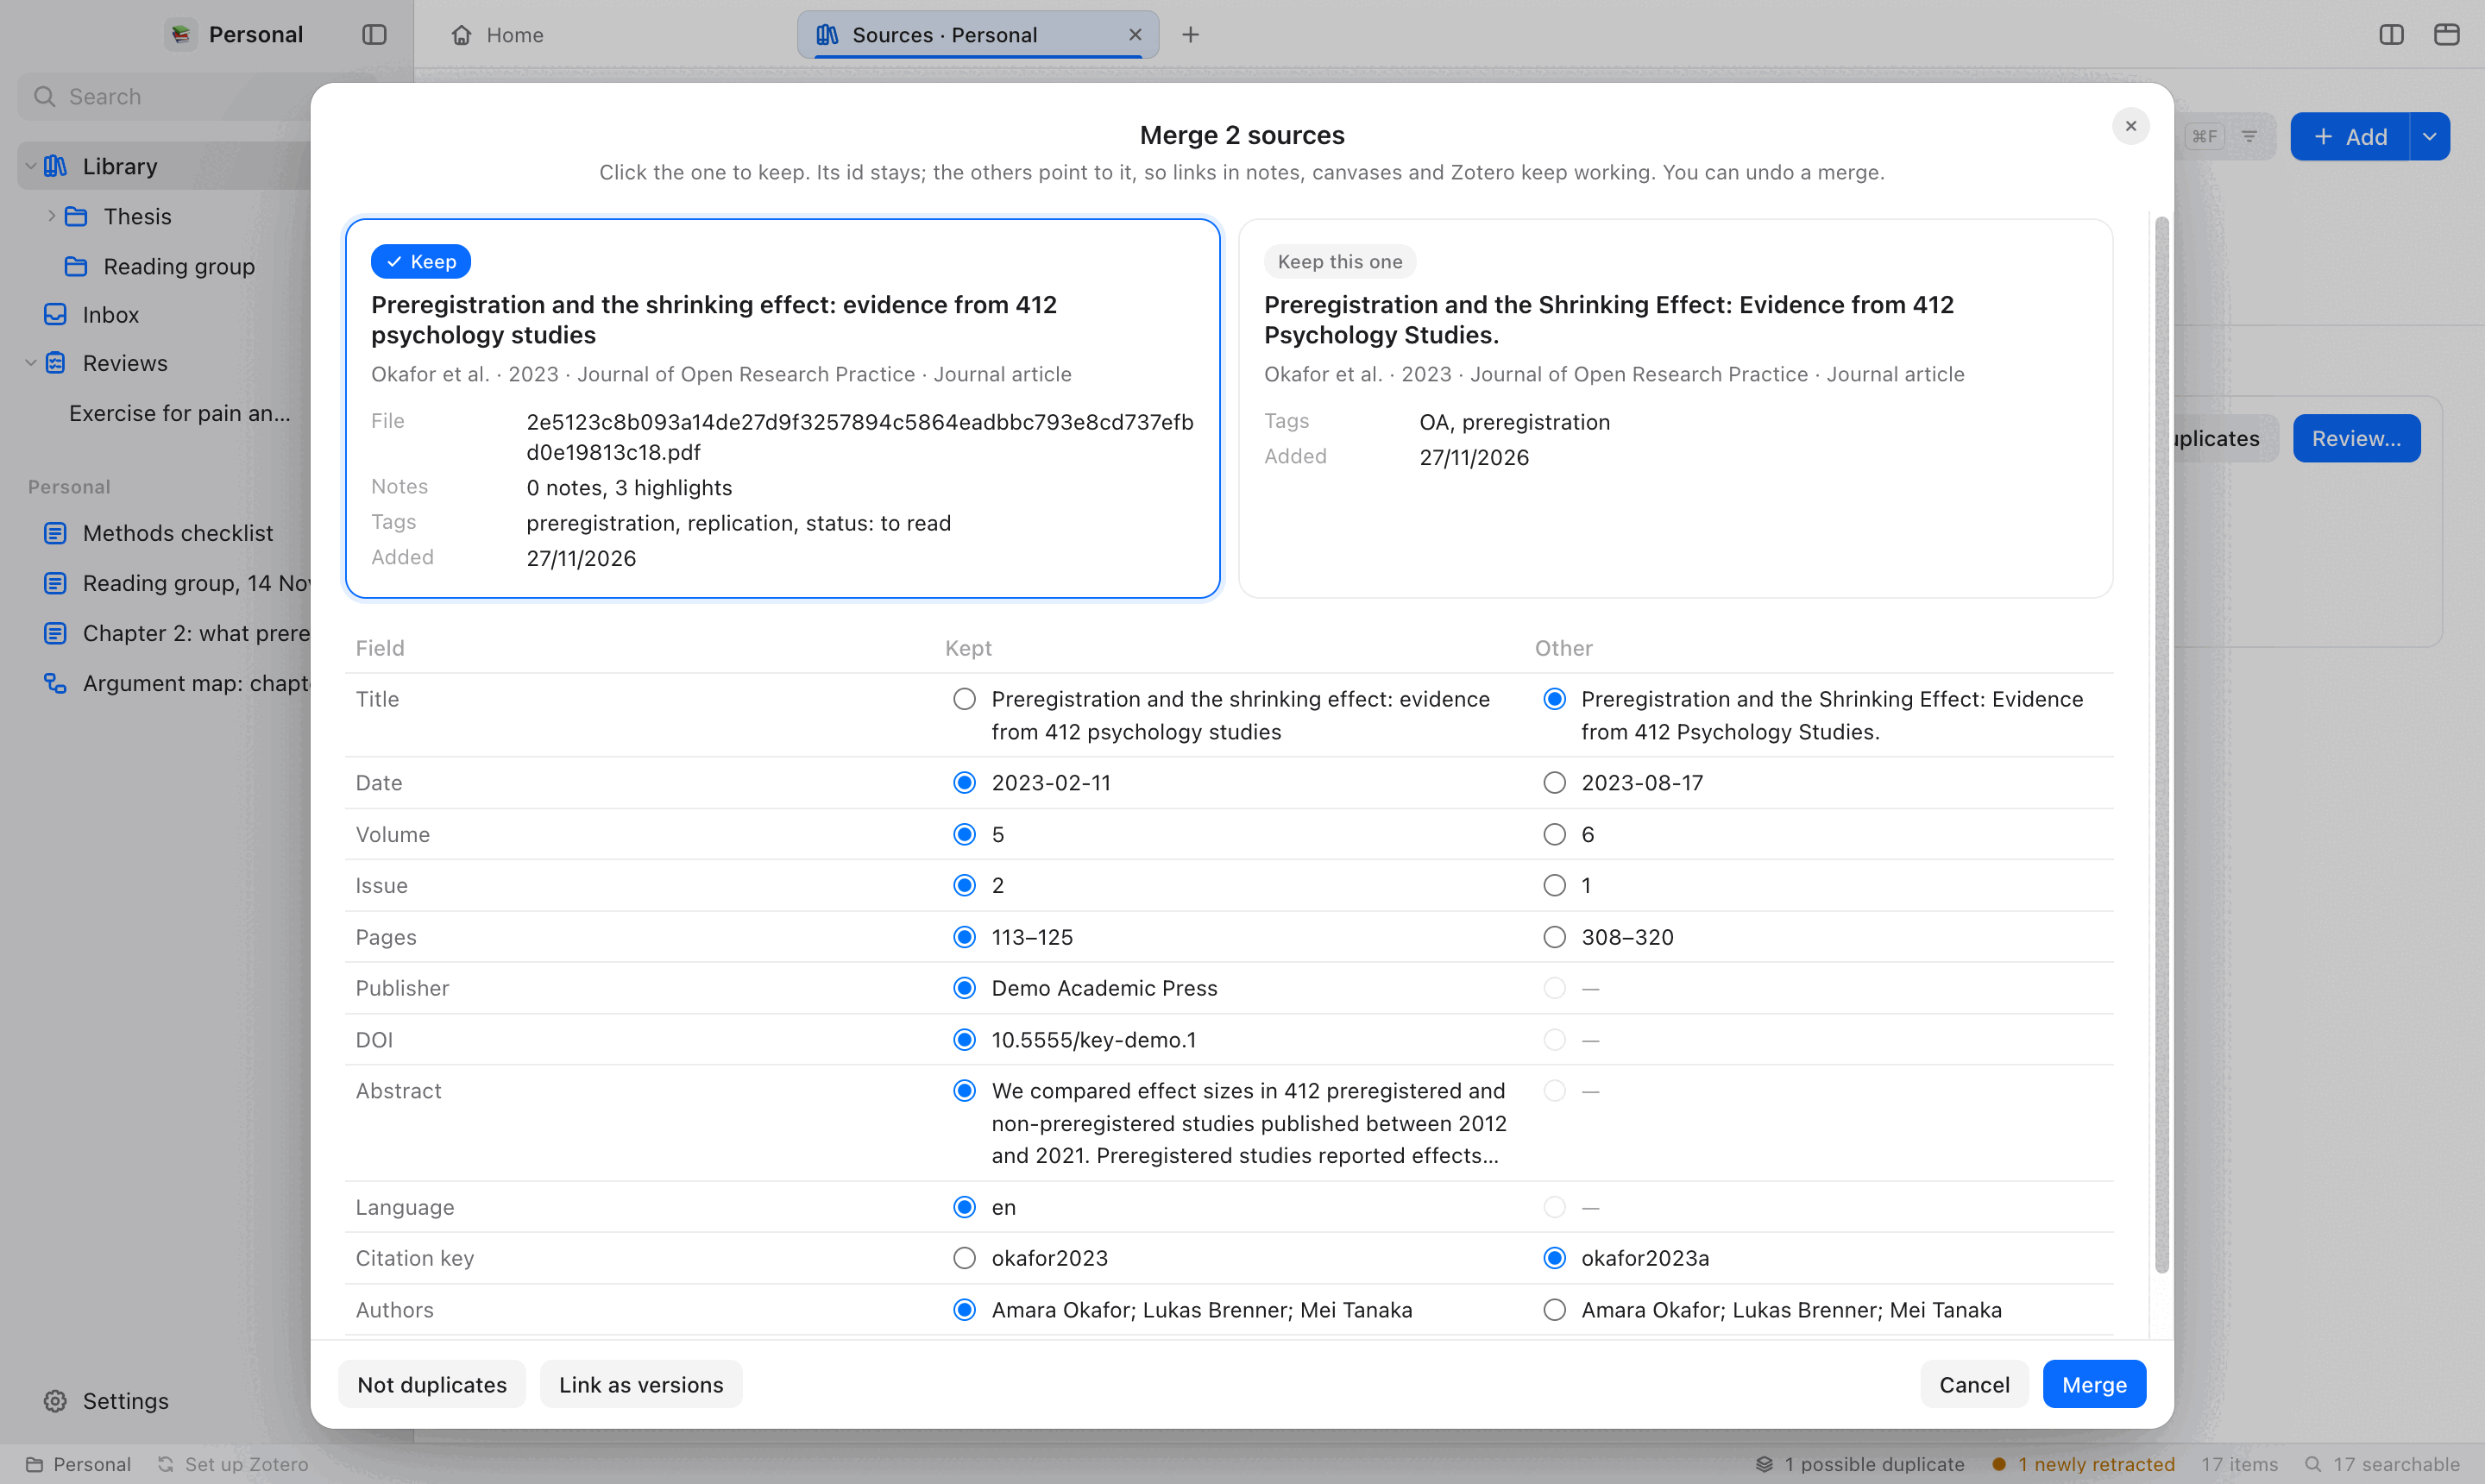 Personal
Home
Sources · Personal
Search
⌘F
+ Add
Library
Thesis
Reading group
Inbox
Reviews
Exercise for pain an...
Personal
Methods checklist
Reading group, 14 Nov
Chapter 2: what prere
Argument map: chapt
Settings
Review...
Merge 2 sources
Click the one to keep. Its id stays; the others point to it, so links in notes, canvases and Zotero keep working. You can undo a merge.
Keep
Preregistration and the shrinking effect: evidence from 412
psychology studies
Okafor et al. · 2023 · Journal of Open Research Practice · Journal article
File 2e5123c8b093a14de27d9f3257894c5864eadbbc793e8cd737efb
d0e19813c18.pdf
Notes 0 notes, 3 highlights
Tags preregistration, replication, status: to read
Added 27/11/2026
Keep this one
Preregistration and the Shrinking Effect: Evidence from 412
Psychology Studies.
Okafor et al. · 2023 · Journal of Open Research Practice · Journal article
Tags OA, preregistration
Added 27/11/2026
Field Kept Other
Title Preregistration and the shrinking effect: evidence Preregistration and the Shrinking Effect: Evidence
from 412 psychology studies from 412 Psychology Studies.
Date 2023-02-11 2023-08-17
Volume 5 6
Issue 2 1
Pages 113–125 308–320
Publisher Demo Academic Press —
DOI 10.5555/key-demo.1 —
Abstract We compared effect sizes in 412 preregistered and —
non-preregistered studies published between 2012
and 2021. Preregistered studies reported effects...
Language en —
Citation key okafor2023 okafor2023a
Authors Amara Okafor; Lukas Brenner; Mei Tanaka Amara Okafor; Lukas Brenner; Mei Tanaka
Not duplicates Link as versions Cancel Merge
Personal Set up Zotero 1 possible duplicate 1 newly retracted 17 items 17 searchable